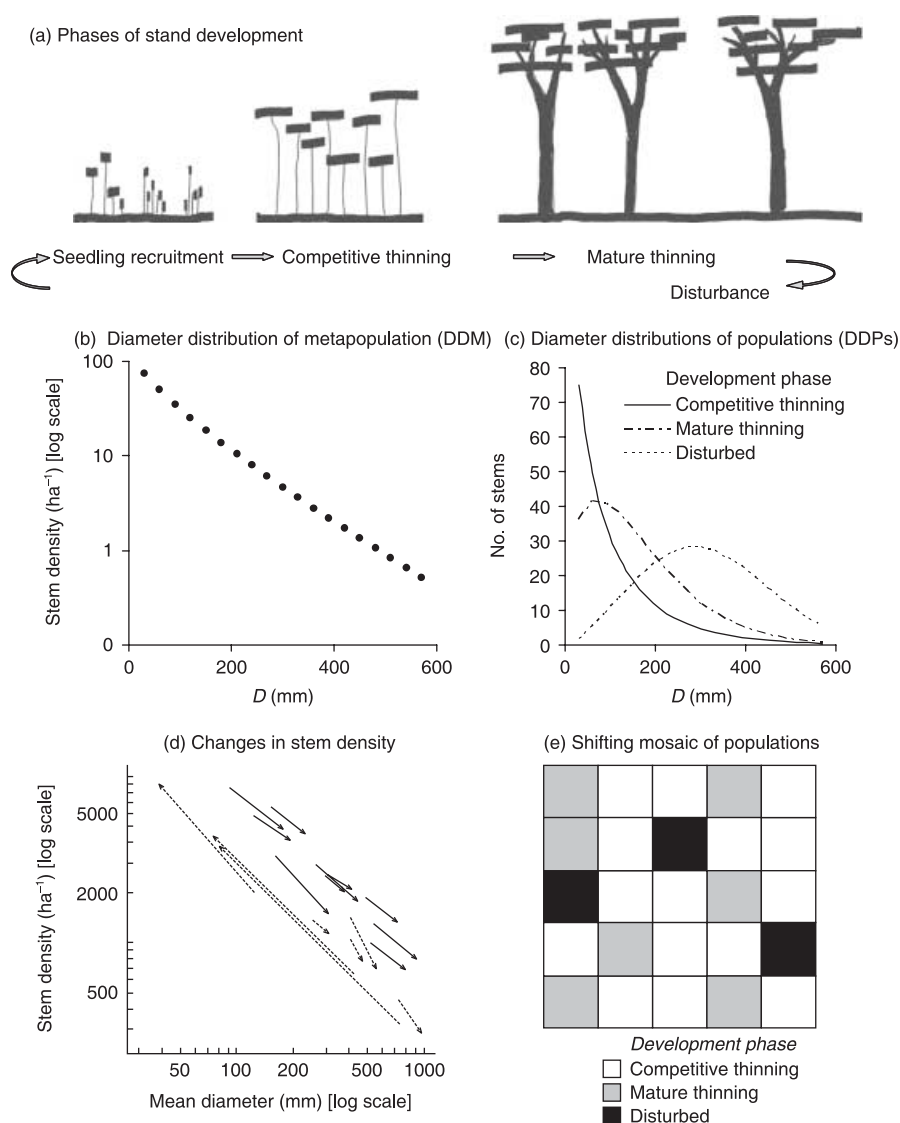 (a) Phases of stand development
Seedling recruitment
Competitive thinning
Mature thinning
Disturbance
(b) Diameter distribution of metapopulation (DDM)
Stem density (ha⁻¹) [log scale]
100
10
1
0
0 200 400 600
D (mm)
(c) Diameter distributions of populations (DDPs)
No. of stems
80
70
60
50
40
30
20
10
0
0 200 400 600
D (mm)
Development phase
Competitive thinning
Mature thinning
Disturbed
(d) Changes in stem density
Stem density (ha⁻¹) [log scale]
5000
2000
500
50 100 200 500 1000
Mean diameter (mm) [log scale]
(e) Shifting mosaic of populations
Development phase
Competitive thinning
Mature thinning
Disturbed